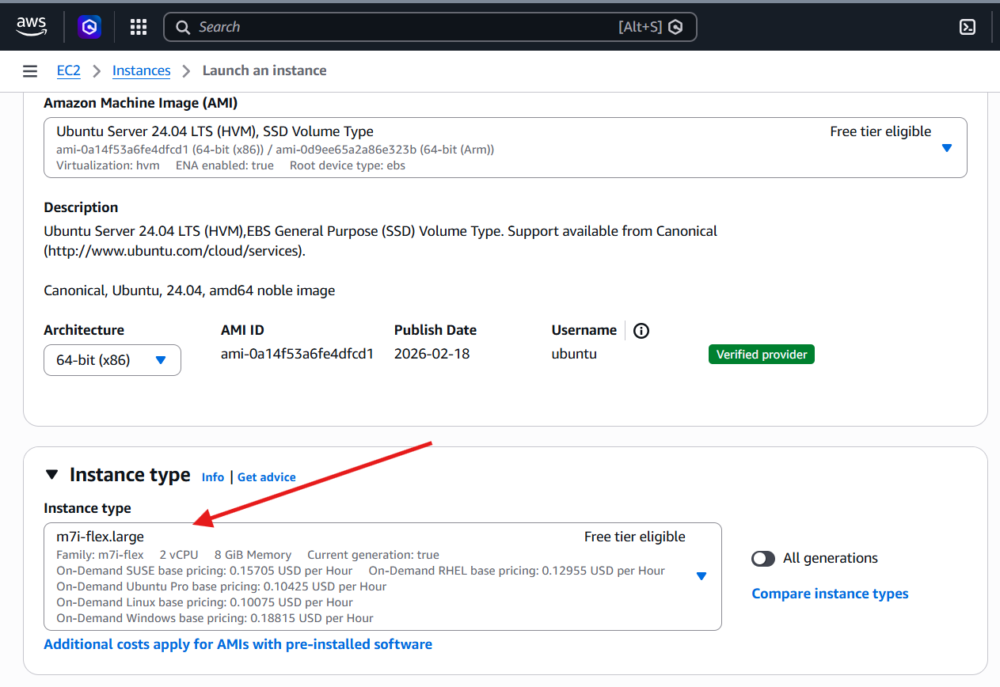 aws
Search [Alt+S]
EC2 Instances Launch an instance
Amazon Machine Image (AMI)
Ubuntu Server 24.04 LTS (HVM), SSD Volume Type Free tier eligible
ami-0a14f53a6fe4dfcd1 (64-bit (x86)) / ami-0d9ee65a2a86e323b (64-bit (Arm))
Virtualization: hvm ENA enabled: true Root device type: ebs
Description
Ubuntu Server 24.04 LTS (HVM),EBS General Purpose (SSD) Volume Type. Support available from Canonical
(http://www.ubuntu.com/cloud/services).
Canonical, Ubuntu, 24.04, amd64 noble image
Architecture AMI ID Publish Date Username
64-bit (x86) ami-0a14f53a6fe4dfcd1 2026-02-18 ubuntu Verified provider
Instance type Info | Get advice
Instance type
m7i-flex.large Free tier eligible
Family: m7i-flex 2 vCPU 8 GiB Memory Current generation: true
On-Demand SUSE base pricing: 0.15705 USD per Hour On-Demand RHEL base pricing: 0.12955 USD per Hour
On-Demand Ubuntu Pro base pricing: 0.10425 USD per Hour
On-Demand Linux base pricing: 0.10075 USD per Hour
On-Demand Windows base pricing: 0.18815 USD per Hour
All generations
Compare instance types
Additional costs apply for AMIs with pre-installed software